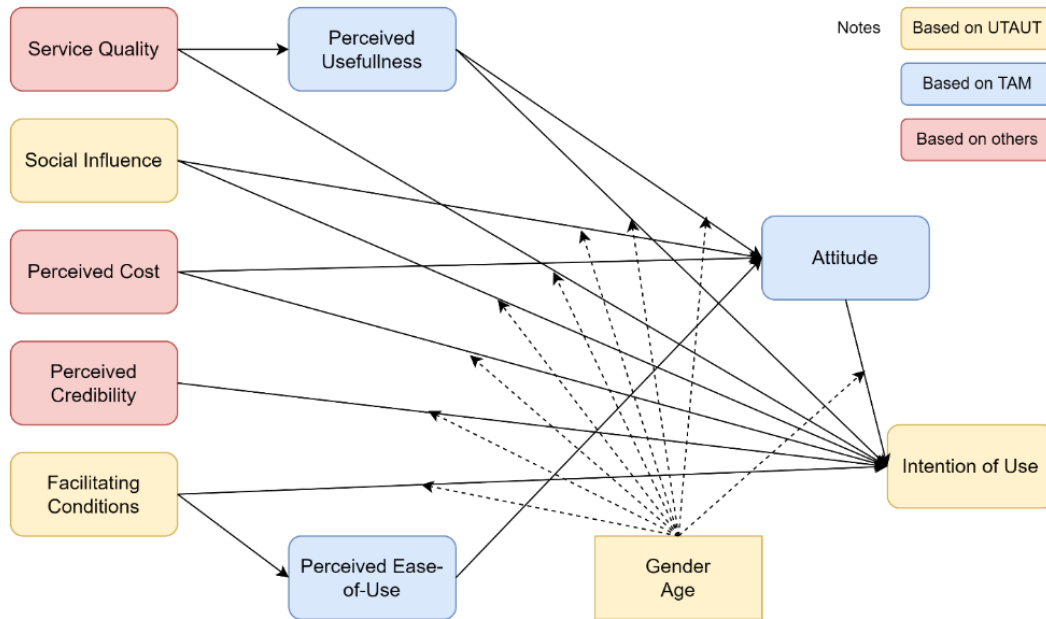 Service Quality
Perceived
Usefullness
Notes
Based on UTAUT
Based on TAM
Based on others
Social Influence
Perceived Cost
Attitude
Perceived
Credibility
Facilitating
Conditions
Intention of Use
Perceived Ease-
of-Use
Gender
Age